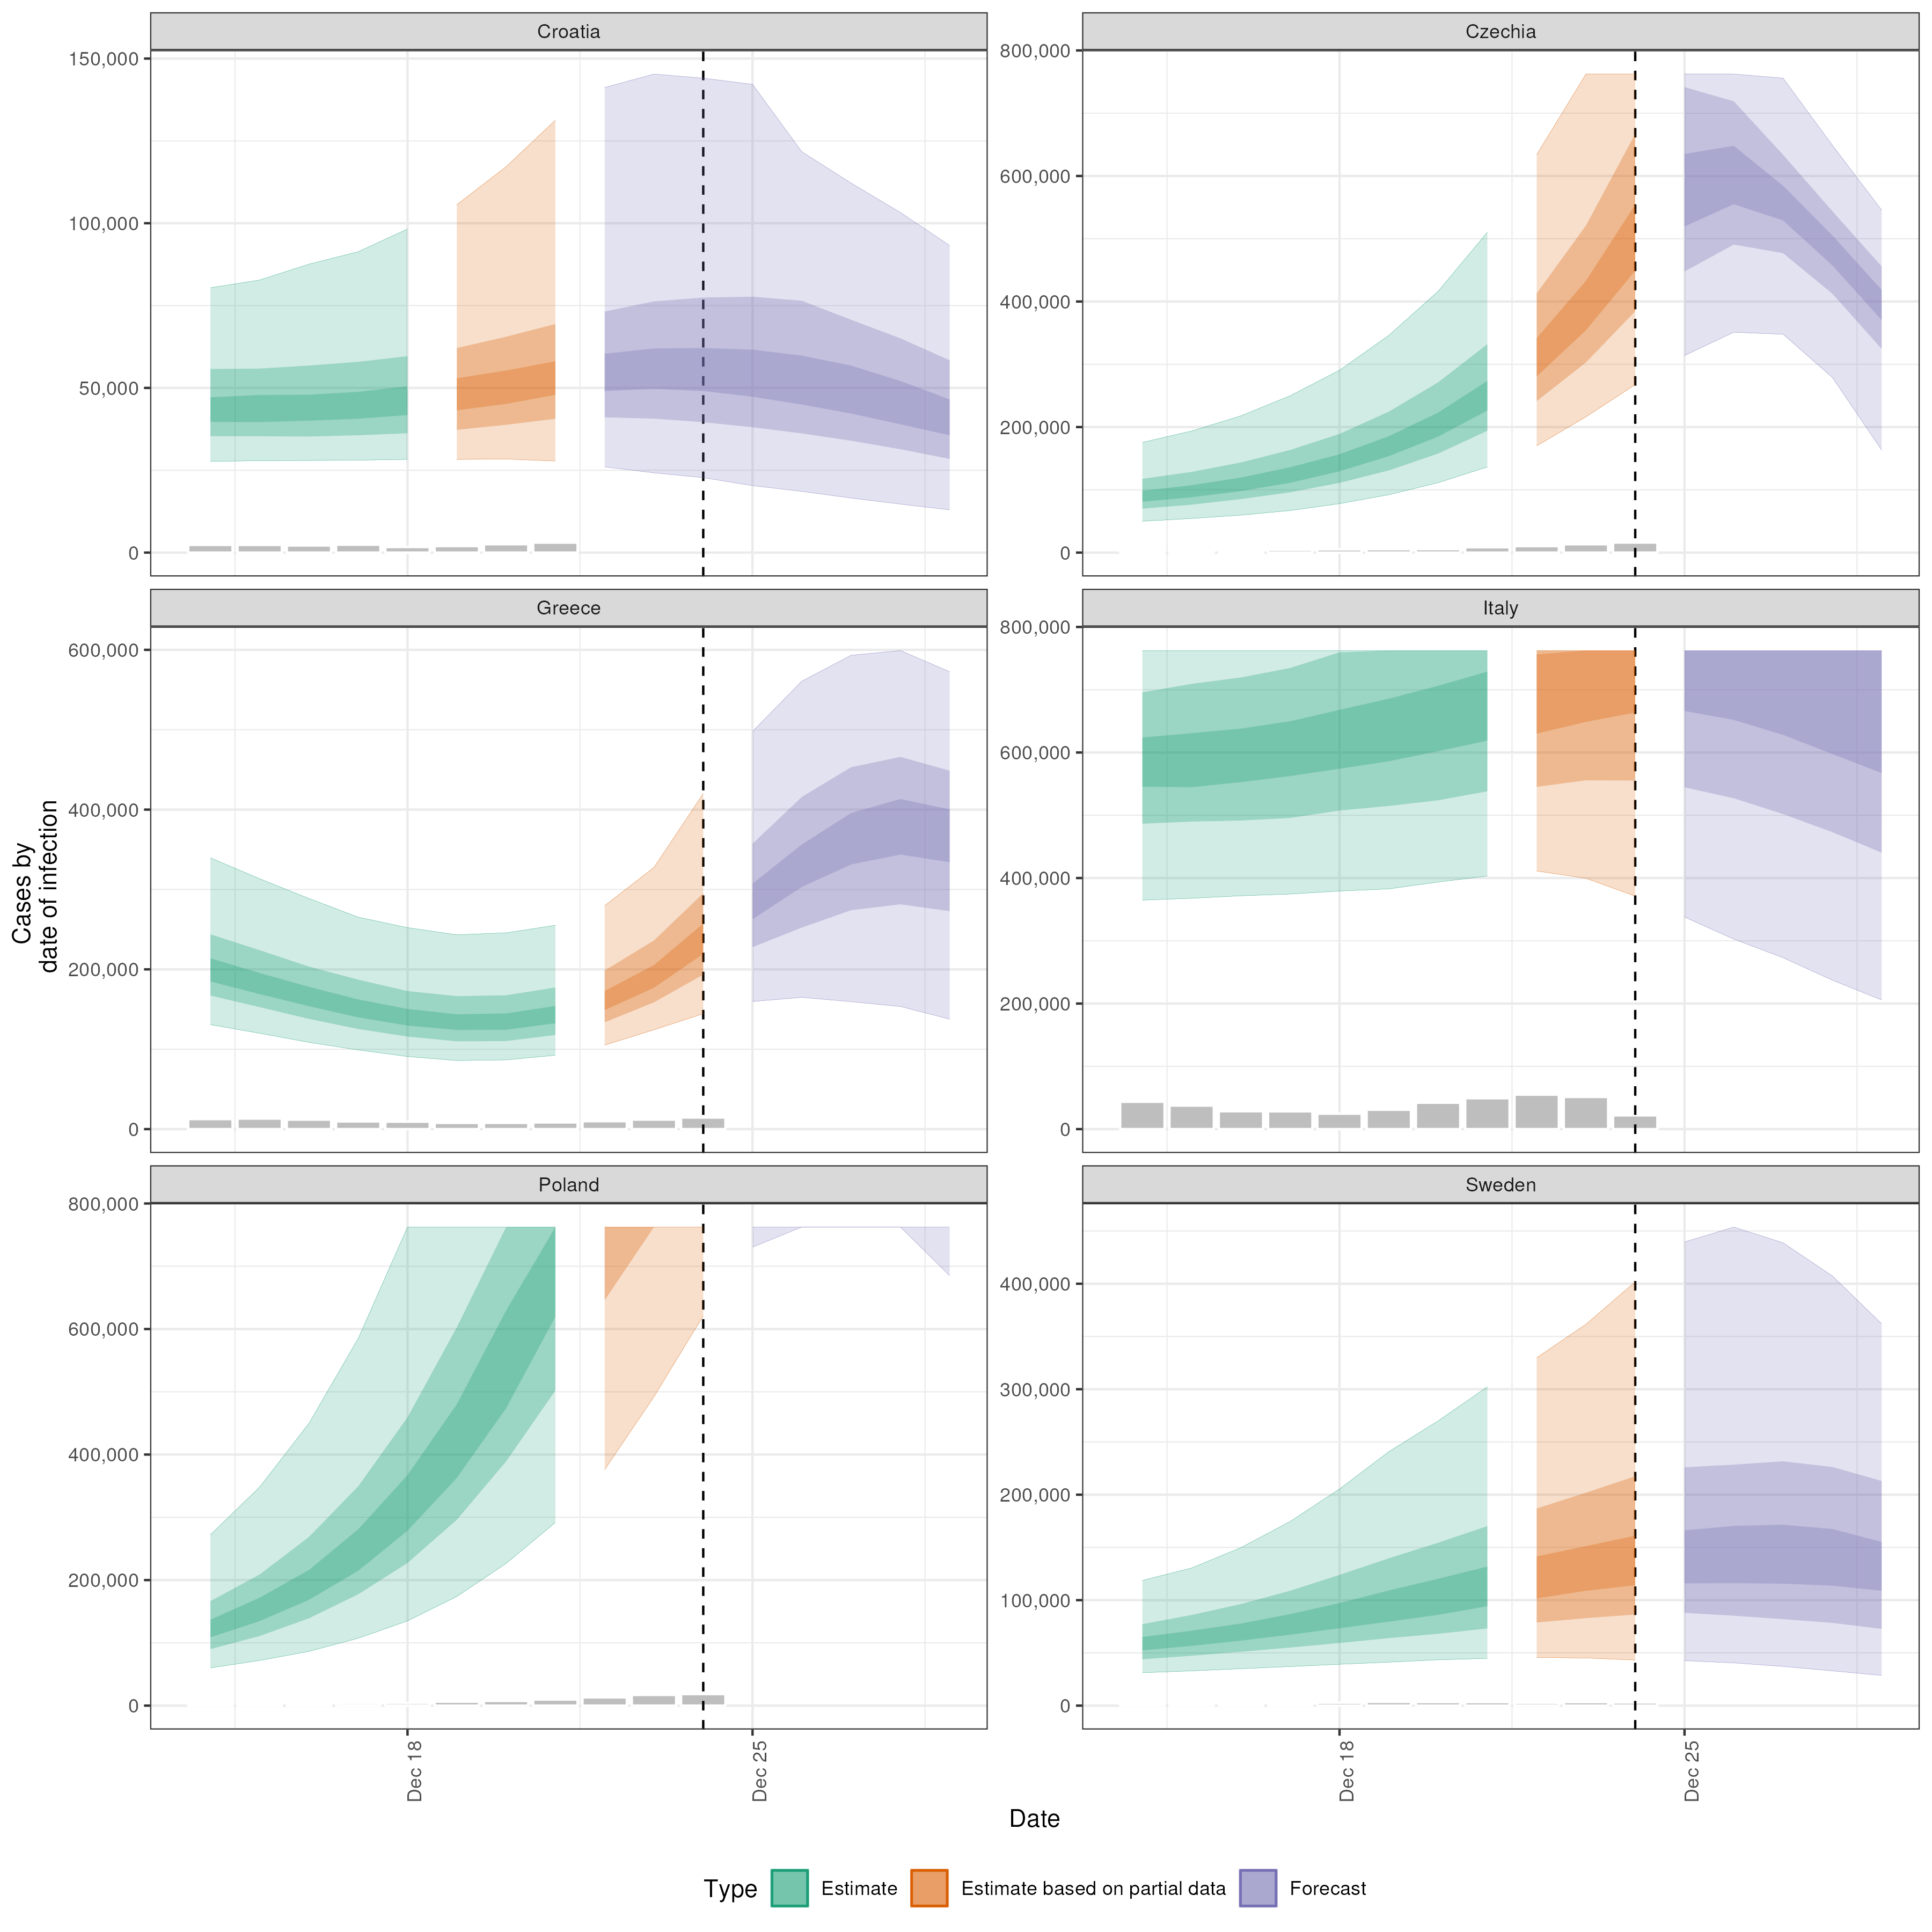 Croatia
Czechia
150,000
100,000
50,000
0
800,000
600,000
400,000
200,000
0
Greece
Italy
600,000
400,000
200,000
0
800,000
600,000
400,000
200,000
0
Poland
Sweden
800,000
600,000
400,000
200,000
0
400,000
300,000
200,000
100,000
0
Cases by
date of infection
Dec 18
Dec 25
Dec 18
Dec 25
Date
Type
Estimate
Estimate based on partial data
Forecast